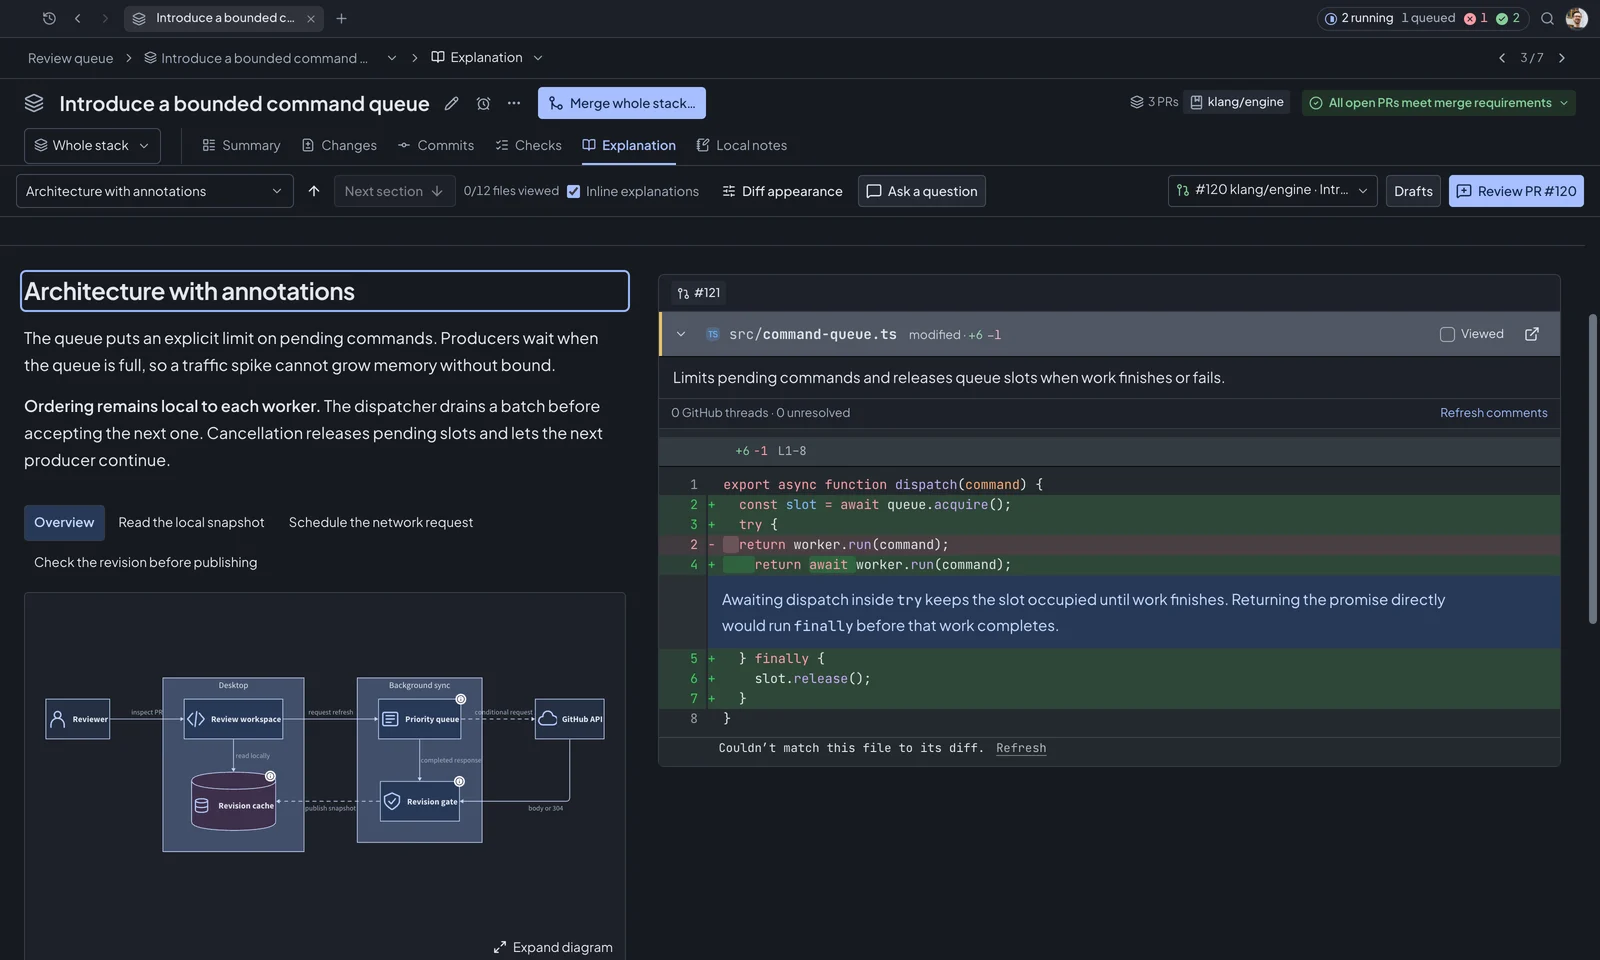 Introduce a bounded c...
2 running 1 queued 1 2
Review queue
Introduce a bounded command ...
Explanation
3/7
Introduce a bounded command queue
Merge whole stack...
3 PRs
klang/engine
All open PRs meet merge requirements
Whole stack
Summary
Changes
Commits
Checks
Explanation
Local notes
Architecture with annotations
Next section
0/12 files viewed
Inline explanations
Diff appearance
Ask a question
#120 klang/engine · Intr...
Drafts
Review PR #120
Architecture with annotations
The queue puts an explicit limit on pending commands. Producers wait when
the queue is full, so a traffic spike cannot grow memory without bound.
Ordering remains local to each worker. The dispatcher drains a batch before
accepting the next one. Cancellation releases pending slots and lets the next
producer continue.
Overview
Read the local snapshot
Schedule the network request
Check the revision before publishing
Desktop
Background sync
Reviewer
inspect PR
Review workspace
request refresh
Priority queue
conditional request
GitHub API
read locally
completed response
Revision cache
publish snapshot
Revision gate
body or 304
Expand diagram
#121
TS src/command-queue.ts modified · +6 −1
Viewed
Limits pending commands and releases queue slots when work finishes or fails.
0 GitHub threads · 0 unresolved
Refresh comments
+6 -1 L1–8
1 export async function dispatch(command) {
2 + const slot = await queue.acquire();
3 + try {
2 - return worker.run(command);
4 + return await worker.run(command);
Awaiting dispatch inside try keeps the slot occupied until work finishes. Returning the promise directly
would run finally before that work completes.
5 + } finally {
6 + slot.release();
7 + }
8 }
Couldn’t match this file to its diff. Refresh